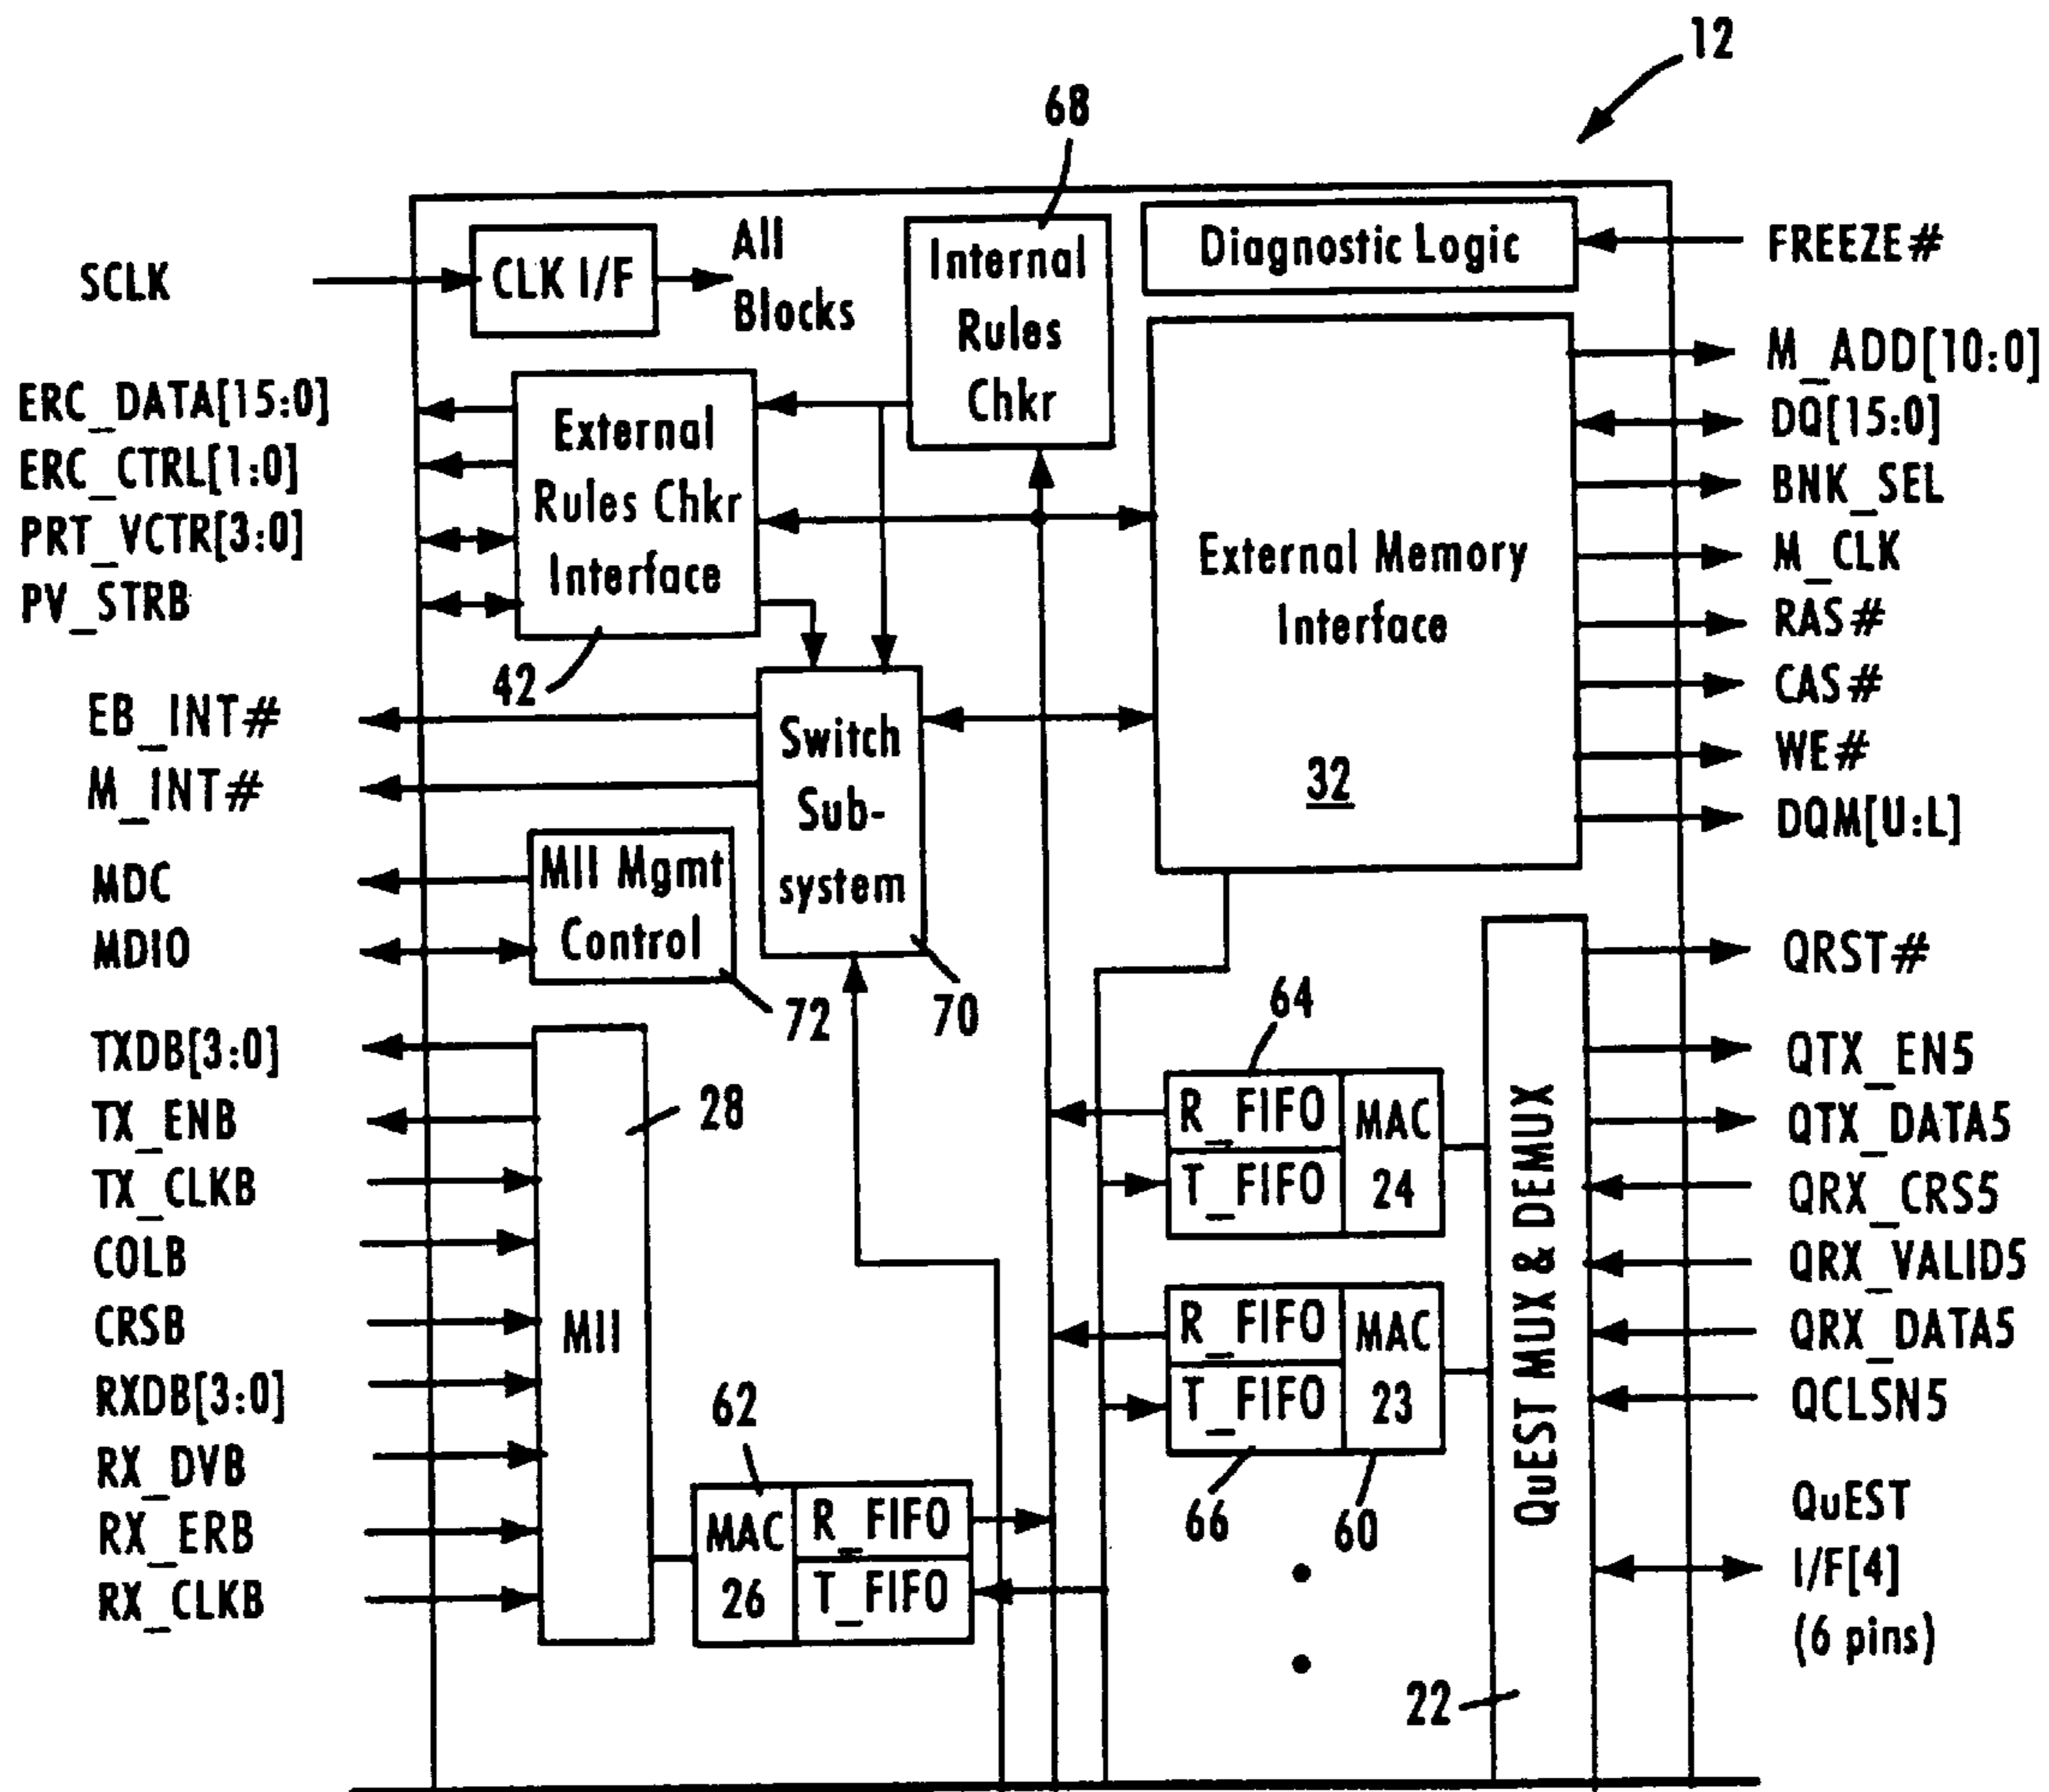 12
68
SCLK
CLK I/F
All
Blocks
Internal
Rules
Chkr
Diagnostic Logic
FREEZE#
ERC_DATA[15:0]
ERC_CTRL[1:0]
PRT_VCTR[3:0]
PV_STRB
External
Rules Chkr
Interface
42
External Memory
Interface
32
M_ADD[10:0]
DQ[15:0]
BNK_SEL
M_CLK
RAS#
CAS#
WE#
DQM[U:L]
EB_INT#
M_INT#
Switch
Sub-
system
70
MDC
MDIO
MII Mgmt
Control
72
TXDB[3:0]
TX_ENB
TX_CLKB
COLB
CRSB
RXDB[3:0]
RX_DVB
RX_ERB
RX_CLKB
MII
28
62
MAC
26
R_FIFO
T_FIFO
64
R_FIFO
T_FIFO
MAC
24
R_FIFO
T_FIFO
MAC
23
66
60
QuEST MUX & DEMUX
22
QRST#
QTX_EN5
QTX_DATA5
QRX_CRS5
QRX_VALID5
QRX_DATA5
QCLSN5
QuEST
I/F[4]
(6 pins)